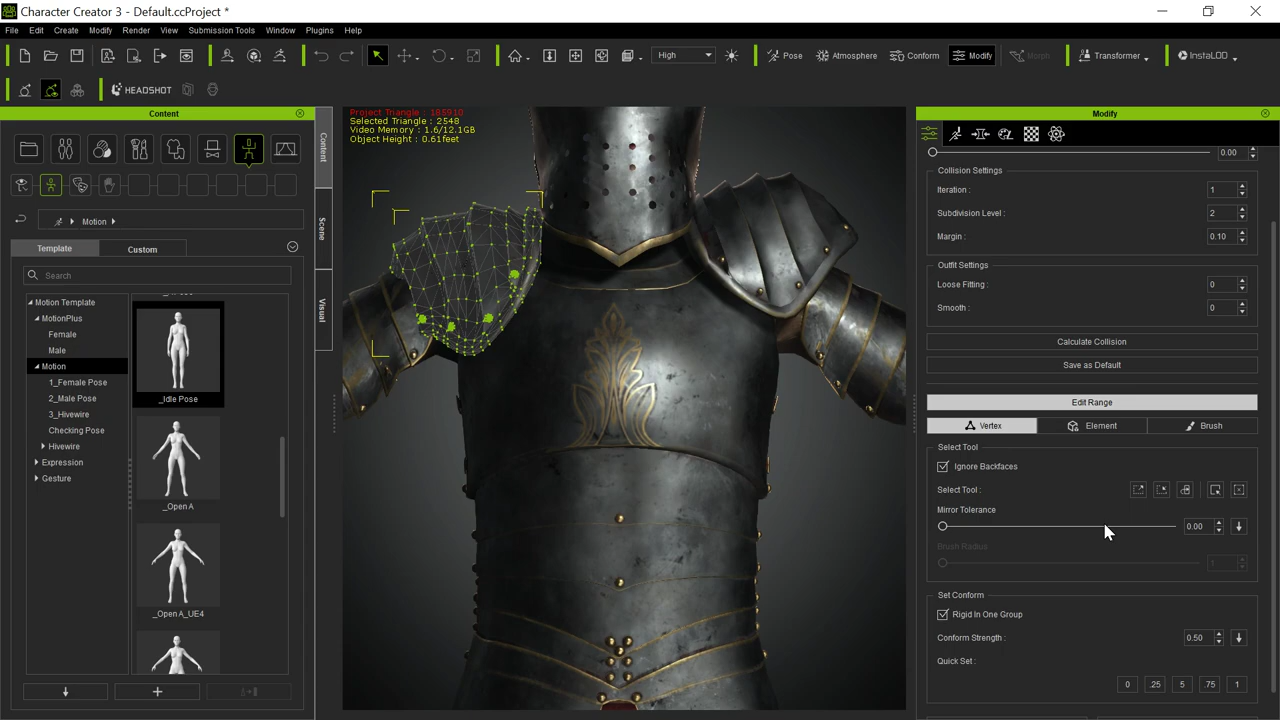 Character Creator 3 - Default.ccProject *
File Edit Create Modify Render View Submission Tools Window Plugins Help
High Pose Atmosphere Conform Modify Morph Transformer InstaLOD
HEADSHOT
Content
Content
Scene
Visual
Motion
Template Custom
Search
Motion Template
MotionPlus
Female
Male
Motion
1_Female Pose
2_Male Pose
3_Hivewire
Checking Pose
Hivewire
Expression
Gesture
_Idle Pose
_Open A
_Open A_UE4
Project Triangle : 185910
Selected Triangle : 2548
Video Memory : 1.6/12.1GB
Object Height : 0.61feet
Modify
0.00
Collision Settings
Iteration : 1
Subdivision Level : 2
Margin : 0.10
Outfit Settings
Loose Fitting : 0
Smooth : 0
Calculate Collision
Save as Default
Edit Range
Vertex Element Brush
Select Tool
Ignore Backfaces
Select Tool :
Mirror Tolerance
0.00
Brush Radius
1
Set Conform
Rigid In One Group
Conform Strength : 0.50
Quick Set :
0 .25 5 .75 1